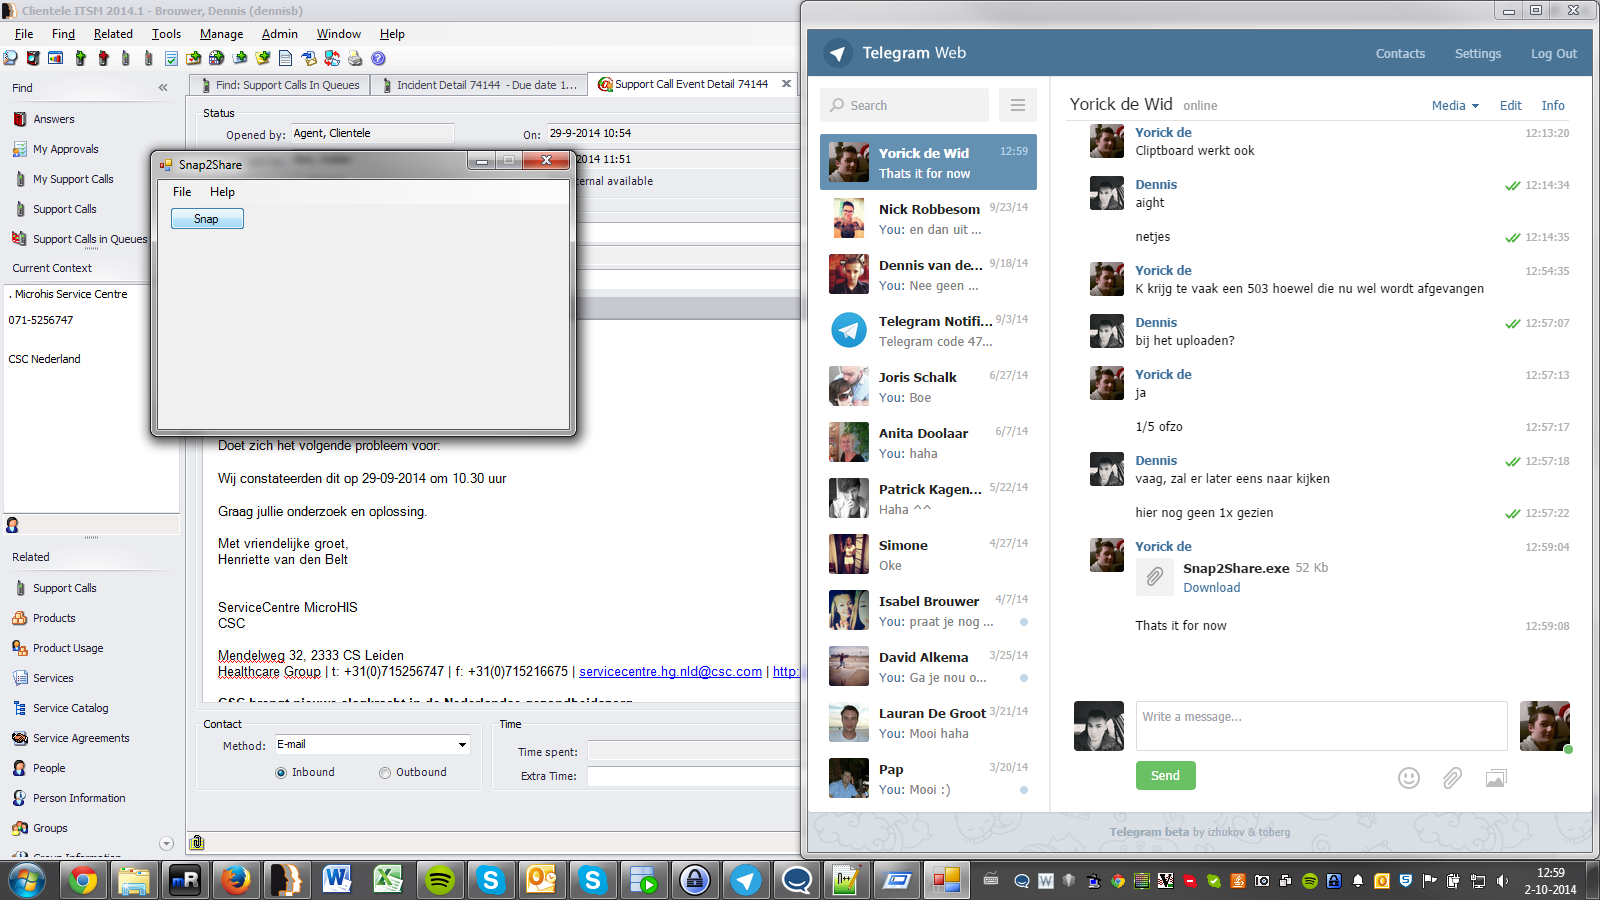 Clientele ITSM 2014.1 - Brouwer, Dennis (dennisb)
File Find Related Tools Manage Admin Window Help
Find
Answers
My Approvals
My Support Calls
Support Calls
Support Calls in Queues
Current Context
. Microhis Service Centre
071-5256747
CSC Nederland
Related
Support Calls
Products
Product Usage
Services
Service Catalog
Service Agreements
People
Person Information
Groups
Find: Support Calls In Queues
Incident Detail 74144 - Due date 1...
Support Call Event Detail 74144
Status
Opened by: Agent, Clientele
On: 29-9-2014 10:54
2014 11:51
ternal available
Snap2Share
File Help
Snap
Doet zich het volgende probleem voor:
Wij constateerden dit op 29-09-2014 om 10.30 uur
Graag jullie onderzoek en oplossing.
Met vriendelijke groet,
Henriette van den Belt
ServiceCentre MicroHIS
CSC
Mendelweg 32, 2333 CS Leiden
Healthcare Group | t: +31(0)715256747 | f: +31(0)715216675 | servicecentre.hg.nld@csc.com | http:
Contact
Method: E-mail
Inbound Outbound
Time
Time spent:
Extra Time:
Telegram Web
Contacts Settings Log Out
Search
Yorick de Wid 12:59
Thats it for now
Nick Robbesom 9/23/14
You: en dan uit ...
Dennis van de... 9/18/14
You: Nee geen ...
Telegram Notifi... 9/3/14
Telegram code 47...
Joris Schalk 6/27/14
You: Boe
Anita Doolaar 6/7/14
You: haha
Patrick Kagen... 5/22/14
Haha ^^
Simone 4/27/14
Oke
Isabel Brouwer 4/7/14
You: praat je nog ...
David Alkema 3/25/14
You: Ga je nou o...
Lauran De Groot 3/21/14
You: Mooi haha
Pap 3/20/14
You: Mooi :)
Yorick de Wid online
Media Edit Info
Yorick de 12:13:20
Cliptboard werkt ook
Dennis 12:14:34
aight
netjes 12:14:35
Yorick de 12:54:35
K krijg te vaak een 503 hoewel die nu wel wordt afgevangen
Dennis 12:57:07
bij het uploaden?
Yorick de 12:57:13
ja
1/5 ofzo 12:57:17
Dennis 12:57:18
vaag, zal er later eens naar kijken
hier nog geen 1x gezien 12:57:22
Yorick de 12:59:04
Snap2Share.exe 52 Kb
Download
Thats it for now 12:59:08
Write a message...
Send
Telegram beta by izhukov & toberg
12:59
2-10-2014